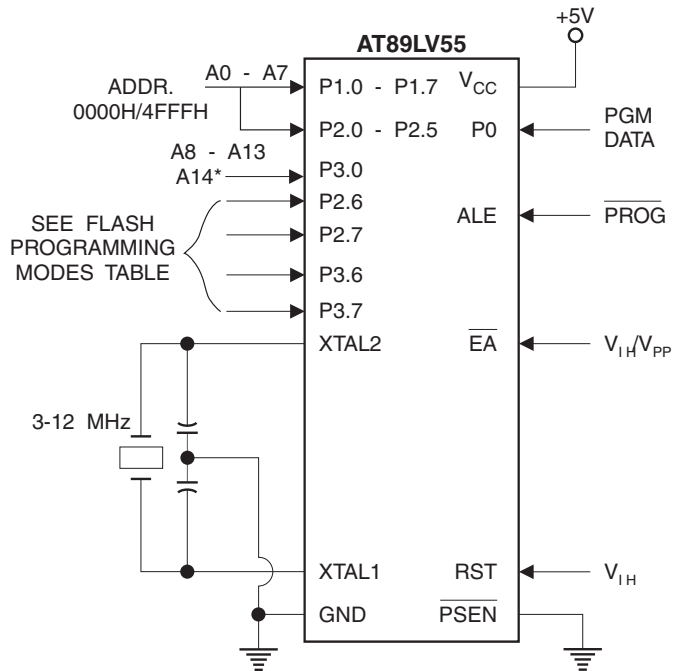 +5V
AT89LV55
ADDR.
0000H/4FFFH
A0 - A7
P1.0 - P1.7
VCC
P2.0 - P2.5
P0
PGM
DATA
A8 - A13
A14*
P3.0
P2.6
ALE
PROG
SEE FLASH
PROGRAMMING
MODES TABLE
P2.7
P3.6
P3.7
XTAL2
EA
VIH/VPP
3-12 MHz
XTAL1
RST
VIH
GND
PSEN